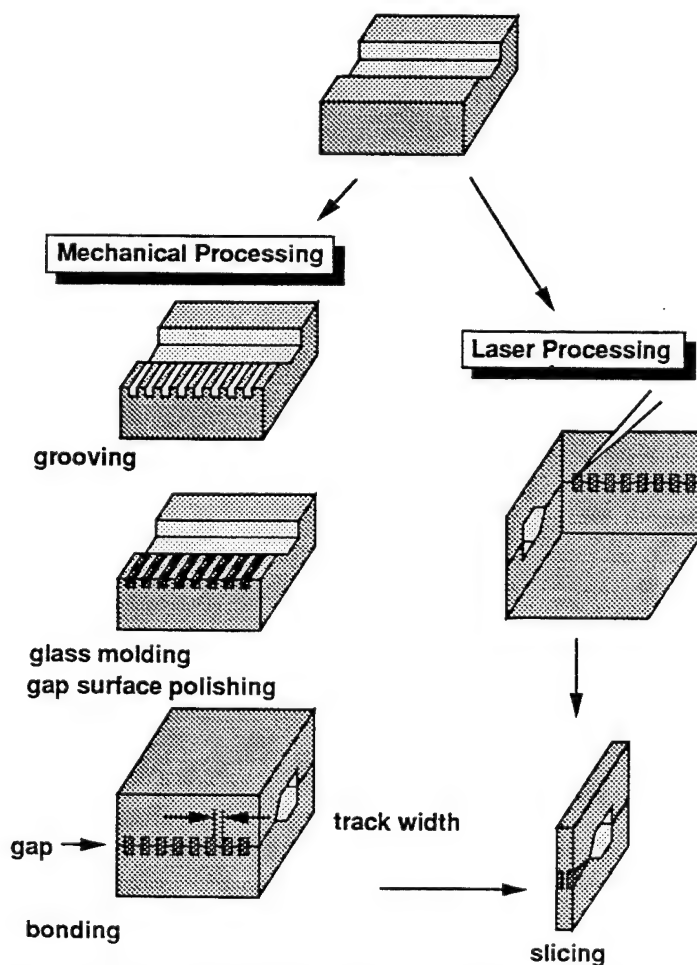 Mechanical Processing
Laser Processing
grooving
glass molding
gap surface polishing
track width
gap
bonding
slicing